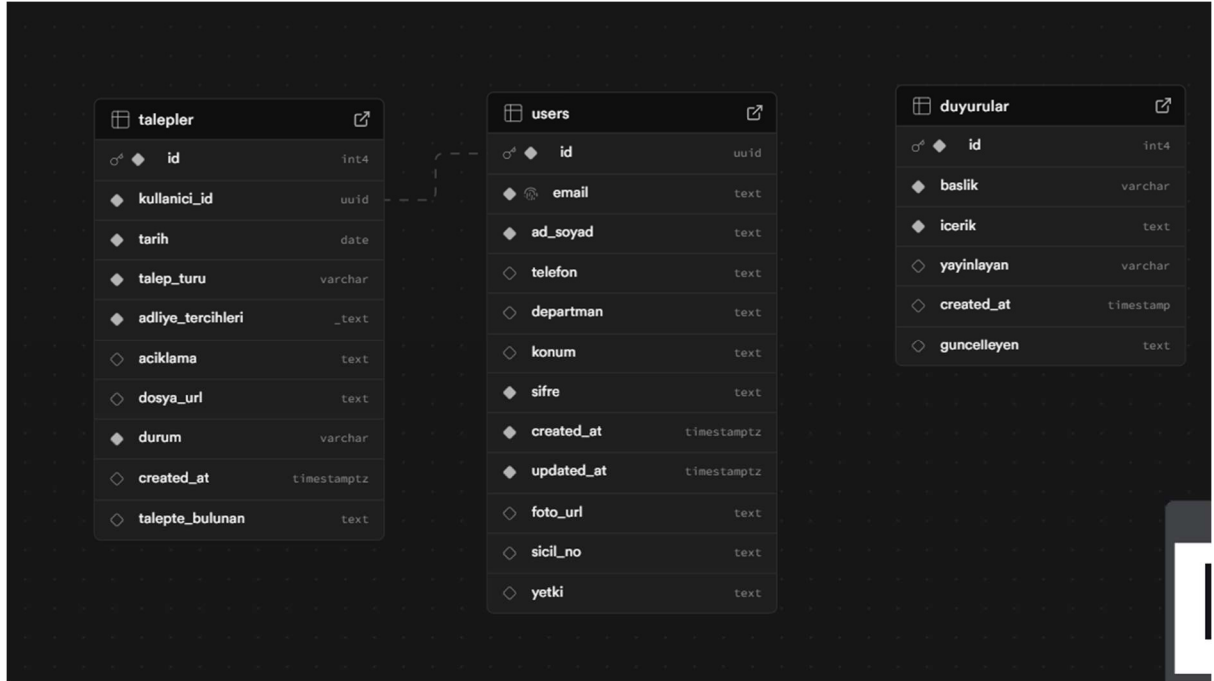 talepler
id int4
kullanici_id uuid
tarih date
talep_turu varchar
adliye_tercihleri _text
aciklama text
dosya_url text
durum varchar
created_at timestamptz
talepte_bulunan text
users
id uuid
email text
ad_soyad text
telefon text
departman text
konum text
sifre text
created_at timestamptz
updated_at timestamptz
foto_url text
sicil_no text
yetki text
duyurular
id int4
baslik varchar
icerik text
yayinlayan varchar
created_at timestamp
guncelleyen text